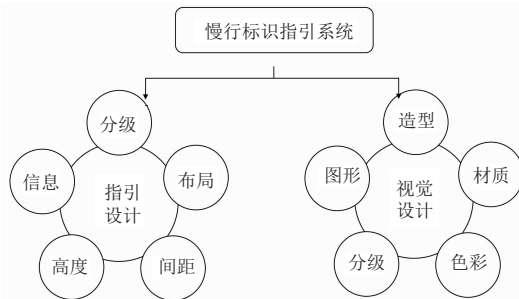 慢行标识指引系统
分级
造型
信息
布局
图形
材质
指引
设计
视觉
设计
高度
间距
分级
色彩